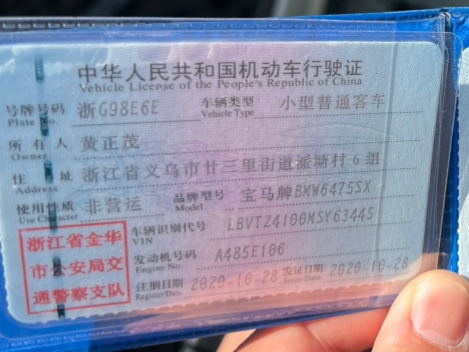 中华人民共和国机动车行驶证
Vehicle License of the People's Republic of China
号牌号码 浙G98E6E 车辆类型 小型普通客车
Plate No. Vehicle Type
所有人 黄正茂
Owner
住址 浙江省义乌市廿三里街道派塘村6组
Address
使用性质 非营运 品牌型号 宝马牌BMW6475SX
Use Character Model
浙江省金华
市公安局交
通警察支队
车辆识别代号 LBVTZ4100MSY63445
VIN
发动机号码 A485E106
Engine No.
注册日期 2020-10-28 发证日期 2020-10-28
Register Date Issue Date